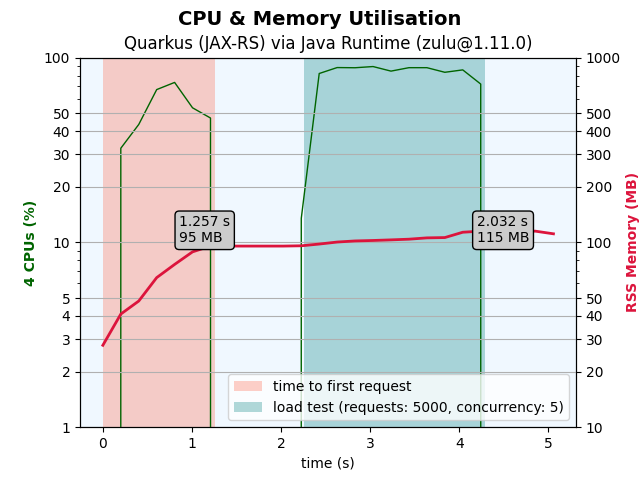 CPU & Memory Utilisation
Quarkus (JAX-RS) via Java Runtime (zulu@1.11.0)
100
50
40
30
20
10
5
4
3
2
1
4 CPUs (%)
1000
500
400
300
200
100
50
40
30
20
10
RSS Memory (MB)
1.257 s
95 MB
2.032 s
115 MB
time to first request
load test (requests: 5000, concurrency: 5)
0 1 2 3 4 5
time (s)